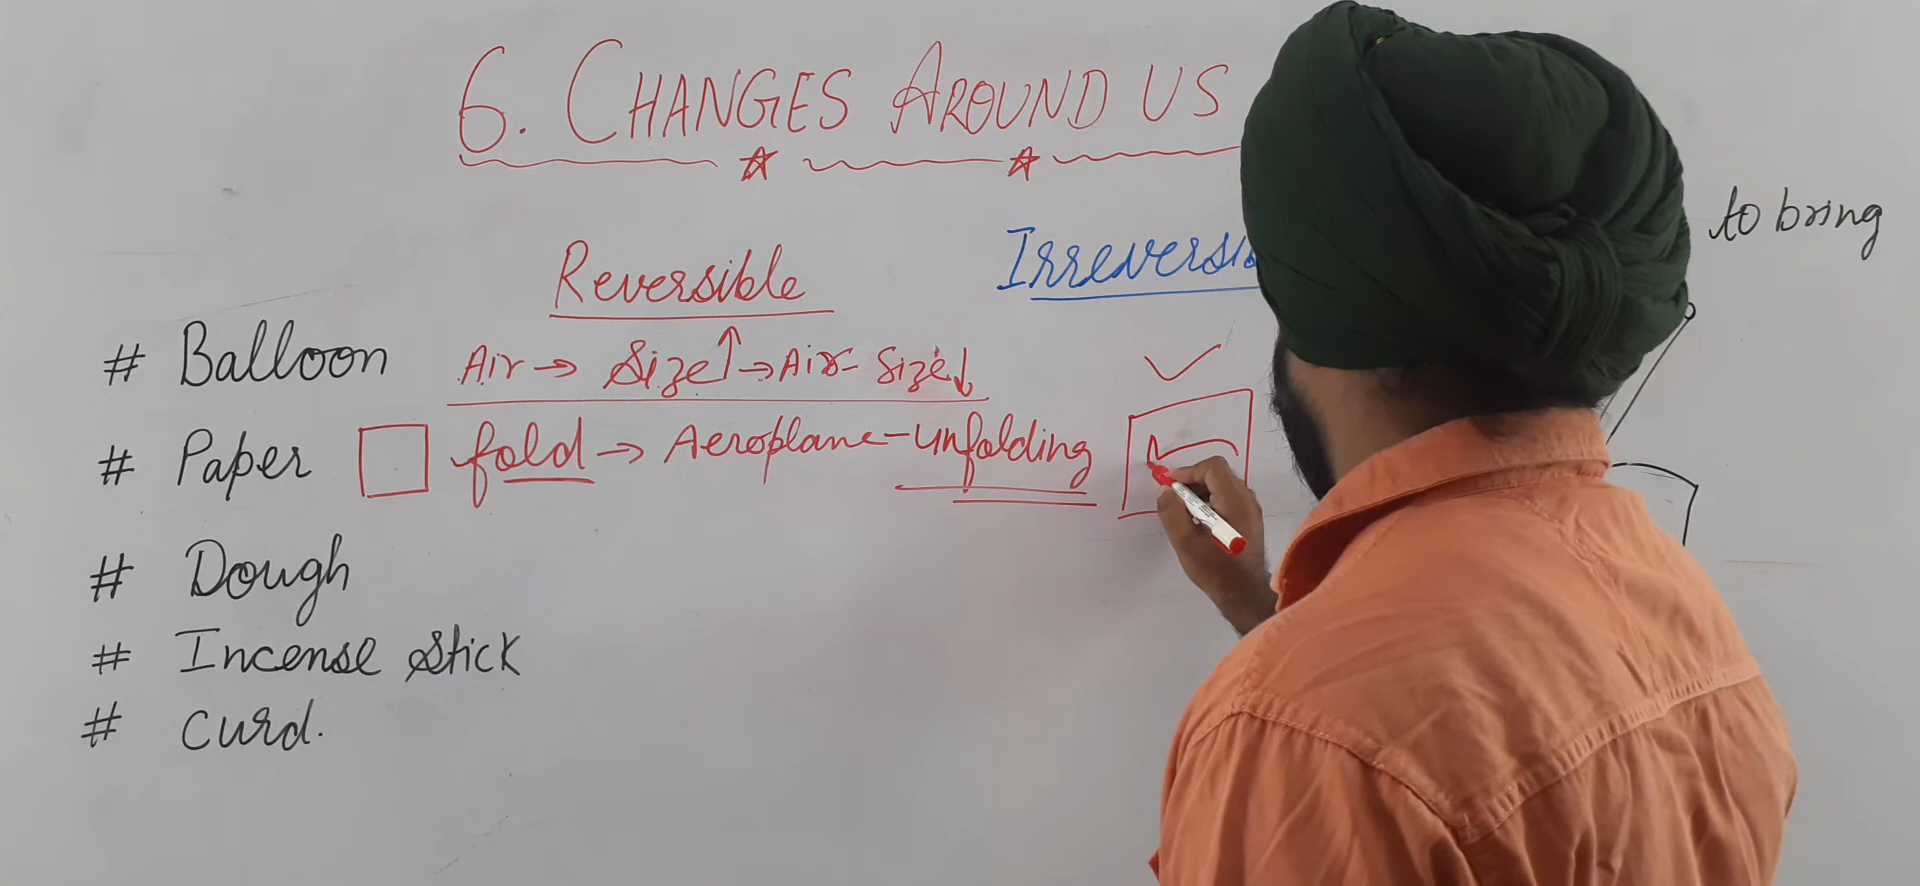 6. CHANGES AROUND US
to bring
Reversible
# Balloon Air → Size ↑ → Air - Size ↓
# Paper fold → Aeroplane - unfolding
# Dough
# Incense Stick
# Curd.